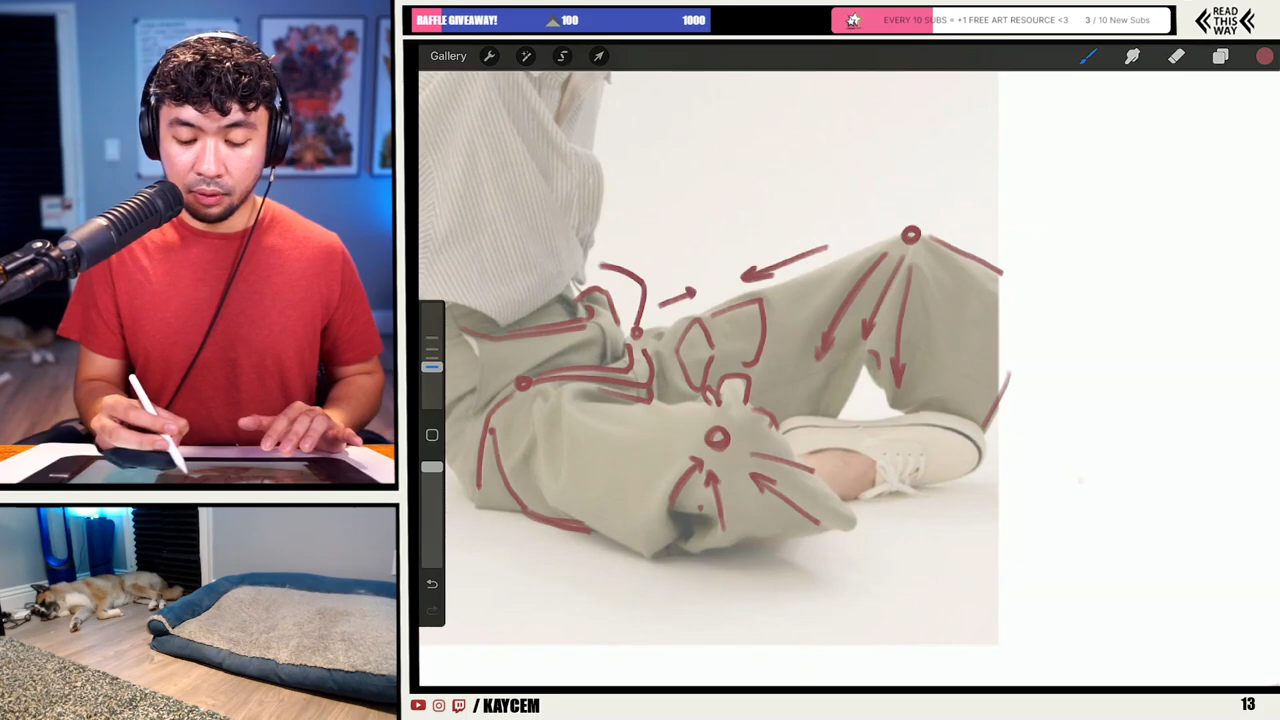 RAFFLE GIVEAWAY! 100 1000
EVERY 10 SUBS = +1 FREE ART RESOURCE <3 3 / 10 New Subs
READ
THIS
WAY
Gallery
/ KAYCEM
13